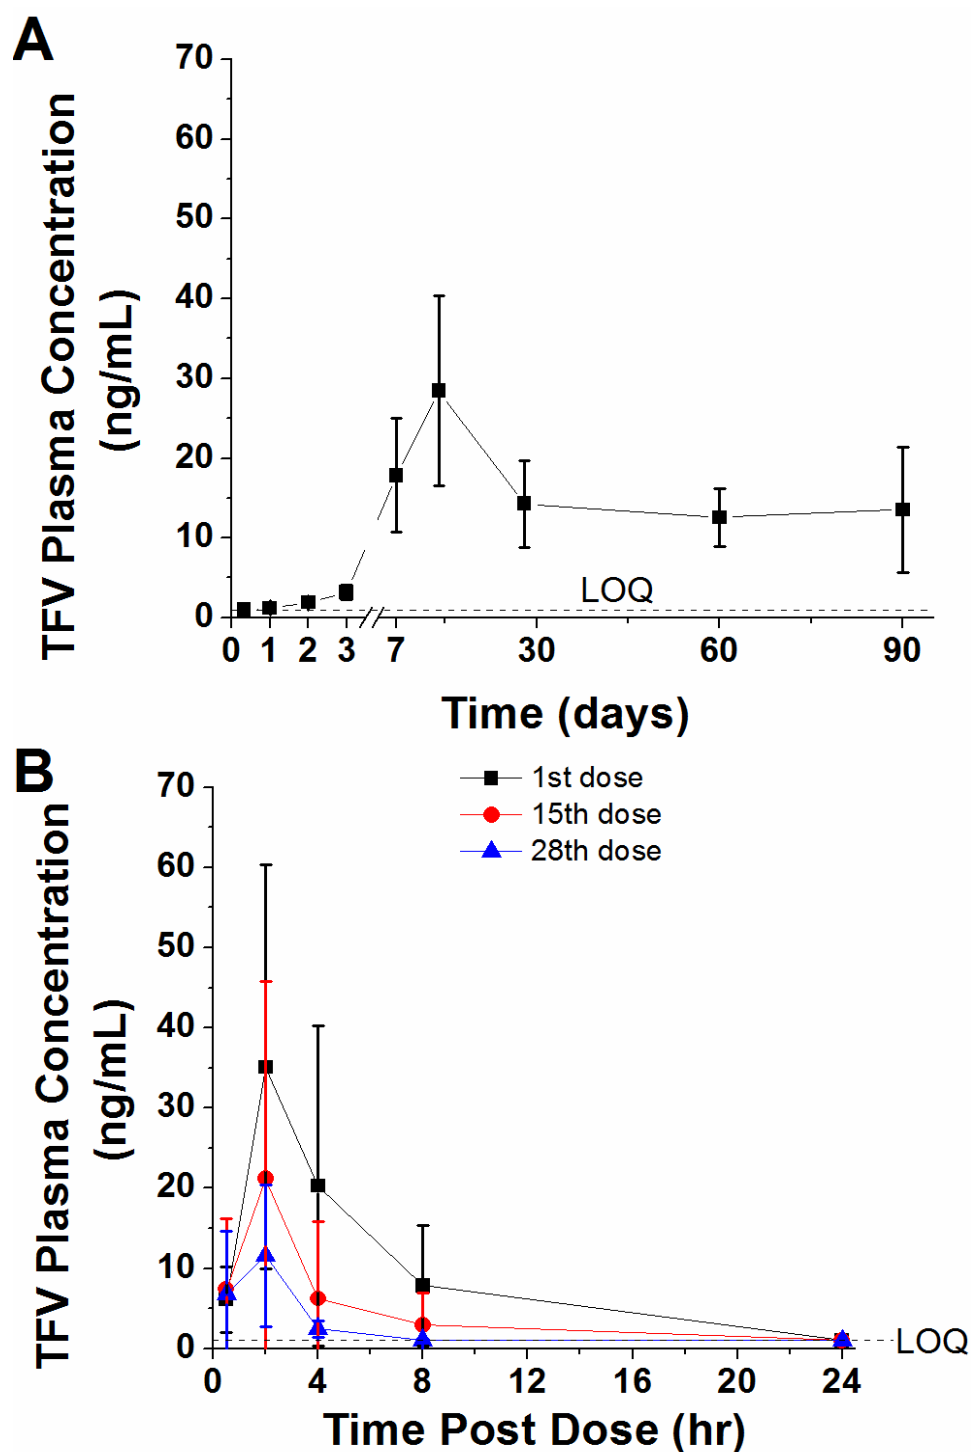 A
TFV Plasma Concentration
(ng/mL)
70
60
50
40
30
20
10
0
LOQ
0 1 2 3 7 30 60 90
Time (days)
B
1st dose
15th dose
28th dose
TFV Plasma Concentration
(ng/mL)
70
60
50
40
30
20
10
0
LOQ
0 4 8 12 16 20 24
Time Post Dose (hr)